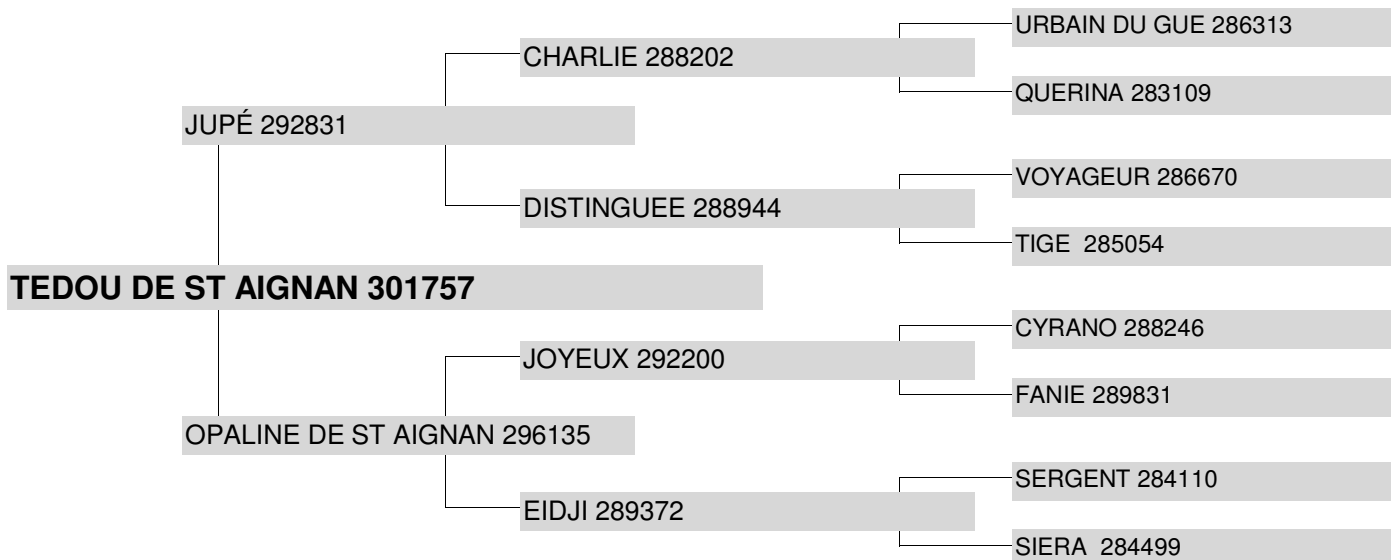 URBAIN DU GUE 286313
CHARLIE 288202
QUERINA 283109
JUPÉ 292831
VOYAGEUR 286670
DISTINGUEE 288944
TIGE 285054
TEDOU DE ST AIGNAN 301757
CYRANO 288246
JOYEUX 292200
FANIE 289831
OPALINE DE ST AIGNAN 296135
SERGENT 284110
EIDJI 289372
SIERA 284499